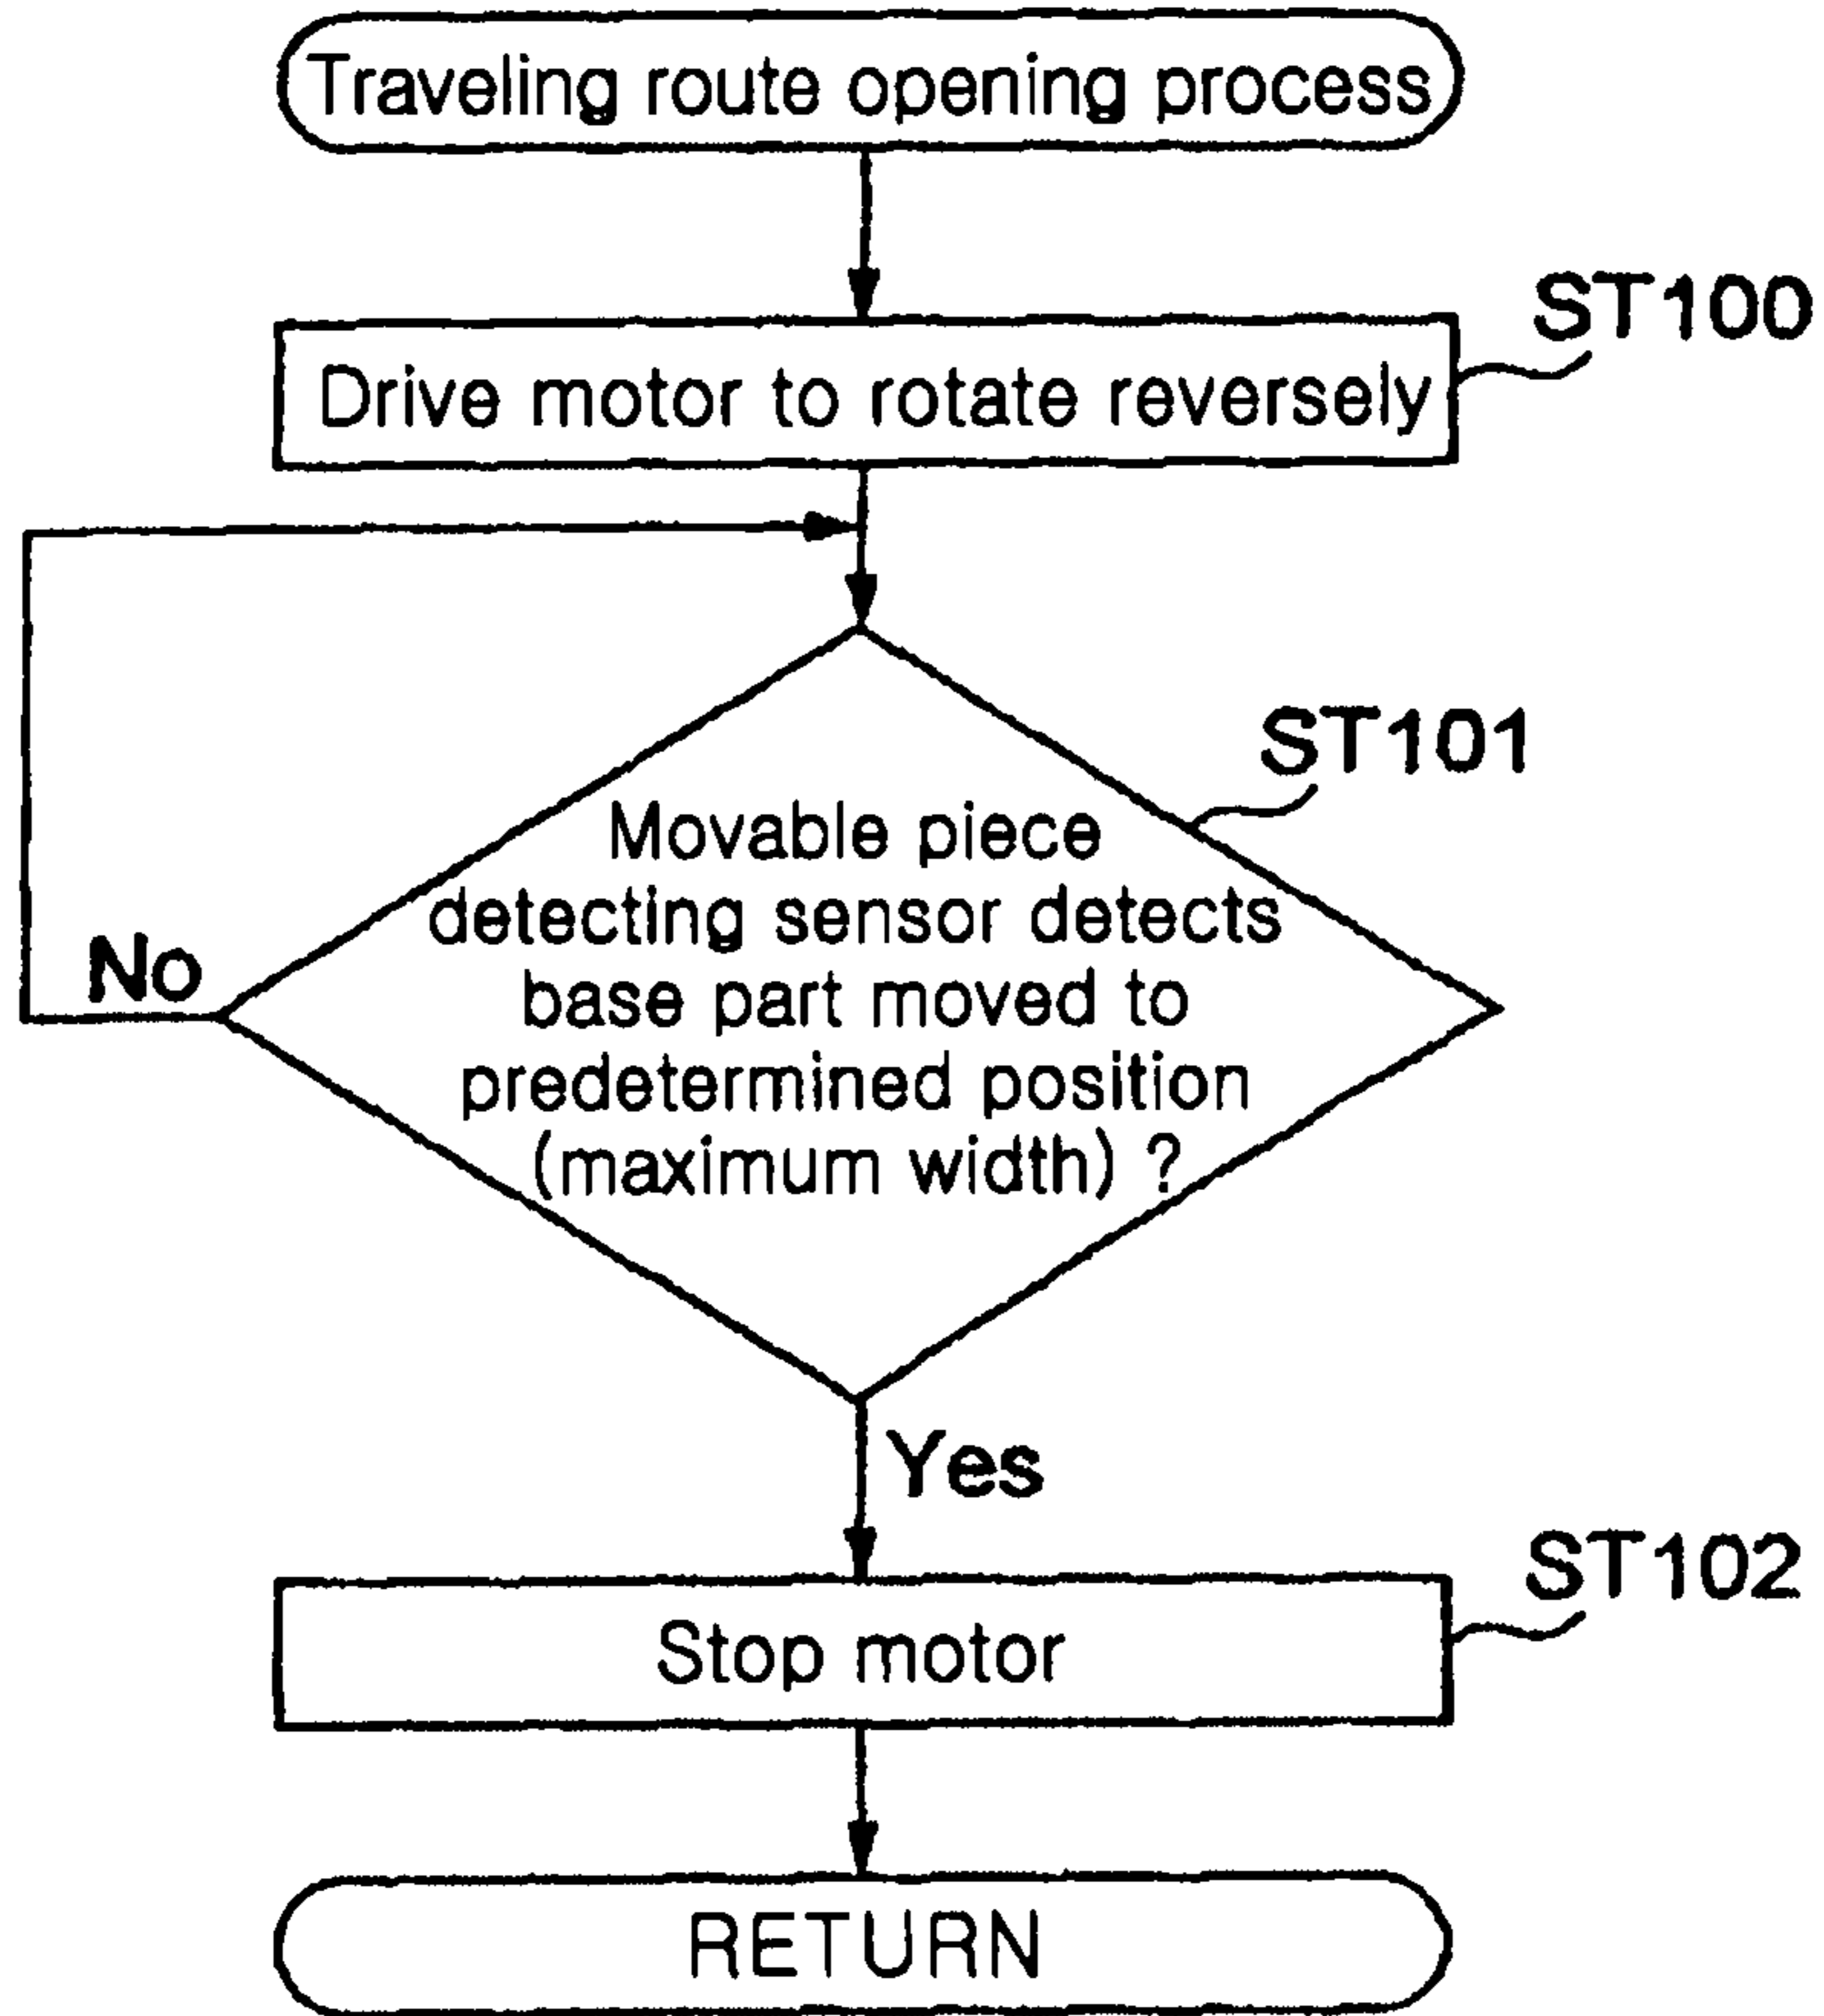 Traveling route opening process
ST100
Drive motor to rotate reversely
ST101
Movable piece
detecting sensor detects
base part moved to
predetermined position
(maximum width) ?
No
Yes
ST102
Stop motor
RETURN